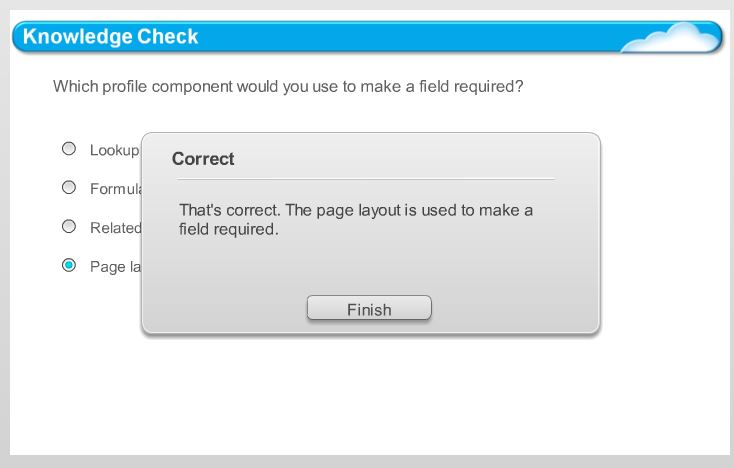 Knowledge Check
Which profile component would you use to make a field required?
Lookup
Formula
Related
Page la
Correct
That's correct. The page layout is used to make a
field required.
Finish